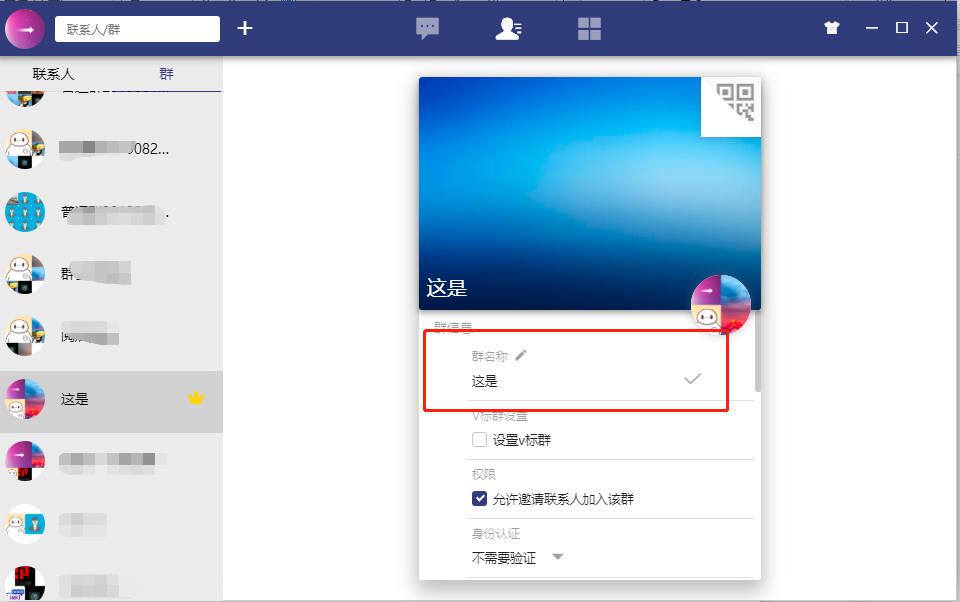 联系人/群
联系人
群
082...
这是
这是
群信息
群名称
这是
V标群设置
设置v标群
权限
允许邀请联系人加入该群
身份认证
不需要验证